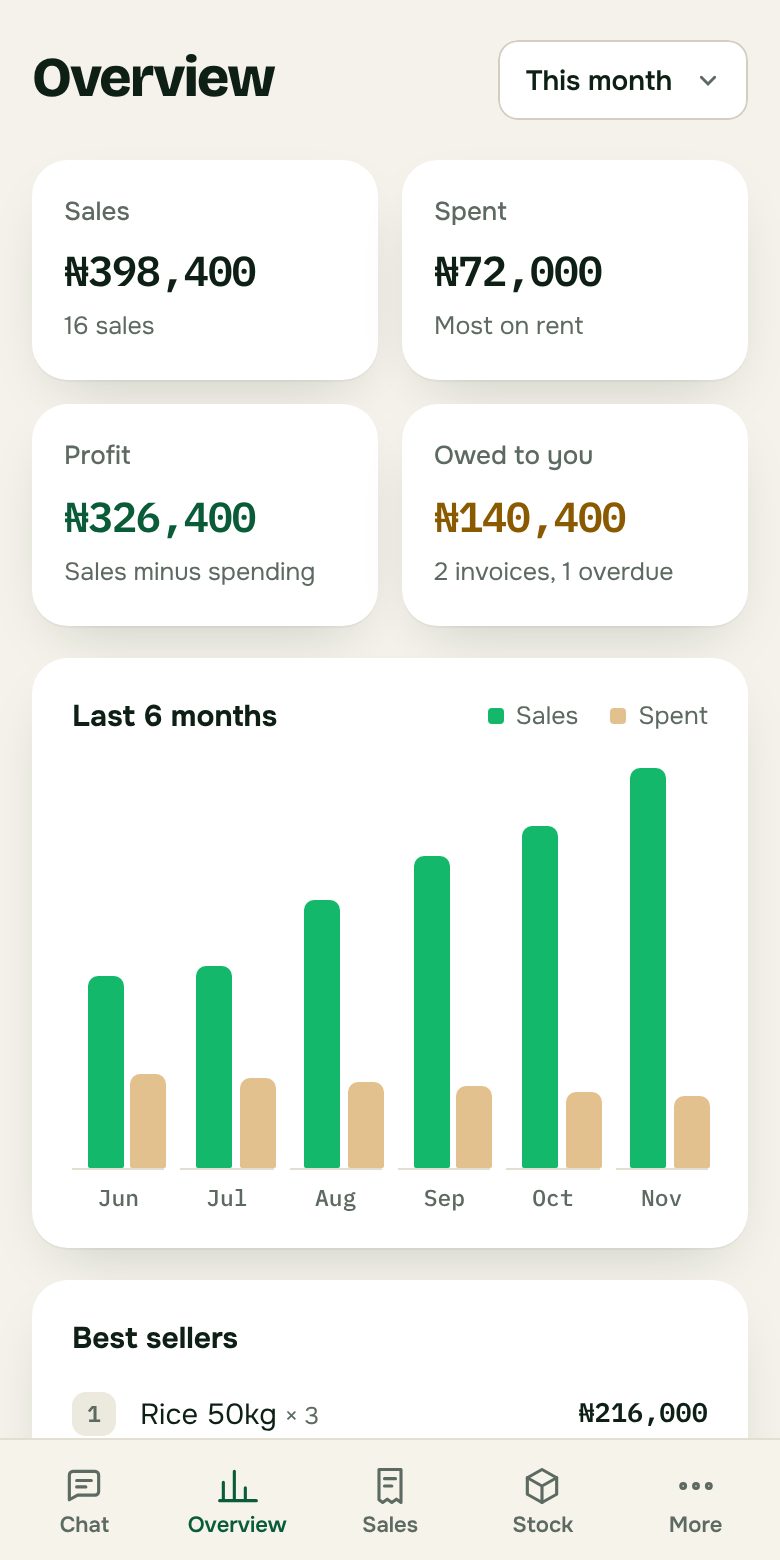 Overview
This month
Sales
₦398,400
16 sales
Spent
₦72,000
Most on rent
Profit
₦326,400
Sales minus spending
Owed to you
₦140,400
2 invoices, 1 overdue
Last 6 months
Sales
Spent
Jun Jul Aug Sep Oct Nov
Best sellers
1 Rice 50kg × 3 ₦216,000
Chat Overview Sales Stock More